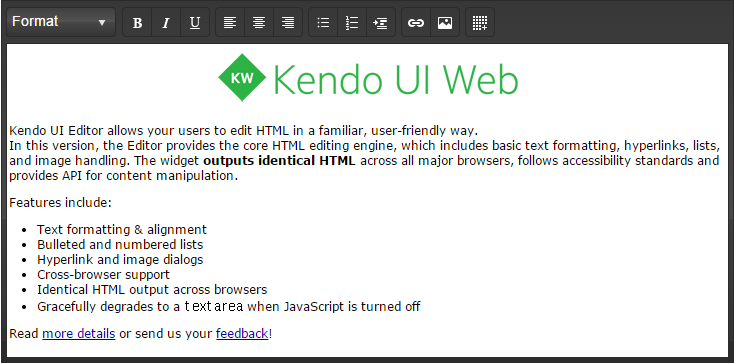 Format B I U
KW Kendo UI Web
Kendo UI Editor allows your users to edit HTML in a familiar, user-friendly way.
In this version, the Editor provides the core HTML editing engine, which includes basic text formatting, hyperlinks, lists,
and image handling. The widget outputs identical HTML across all major browsers, follows accessibility standards and
provides API for content manipulation.
Features include:
• Text formatting & alignment
• Bulleted and numbered lists
• Hyperlink and image dialogs
• Cross-browser support
• Identical HTML output across browsers
• Gracefully degrades to a textarea when JavaScript is turned off
Read more details or send us your feedback!